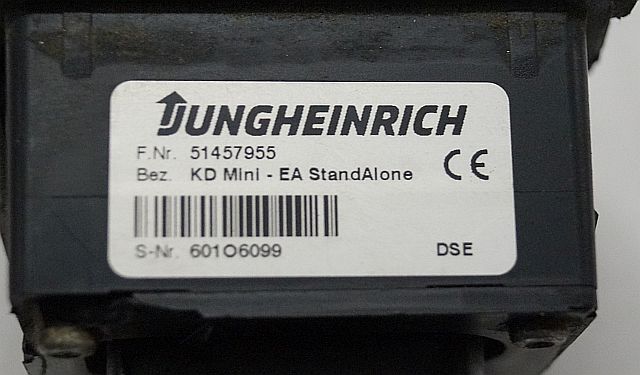 JUNGHEINRICH
F.Nr. 51457955
Bez. KD Mini - EA StandAlone
CE
S-Nr. 601O6099
DSE